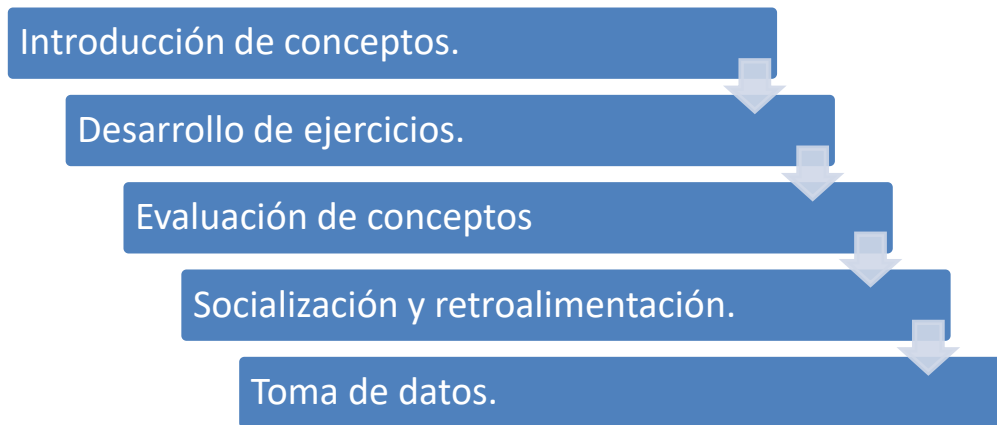 Introducción de conceptos.
Desarrollo de ejercicios.
Evaluación de conceptos
Socialización y retroalimentación.
Toma de datos.